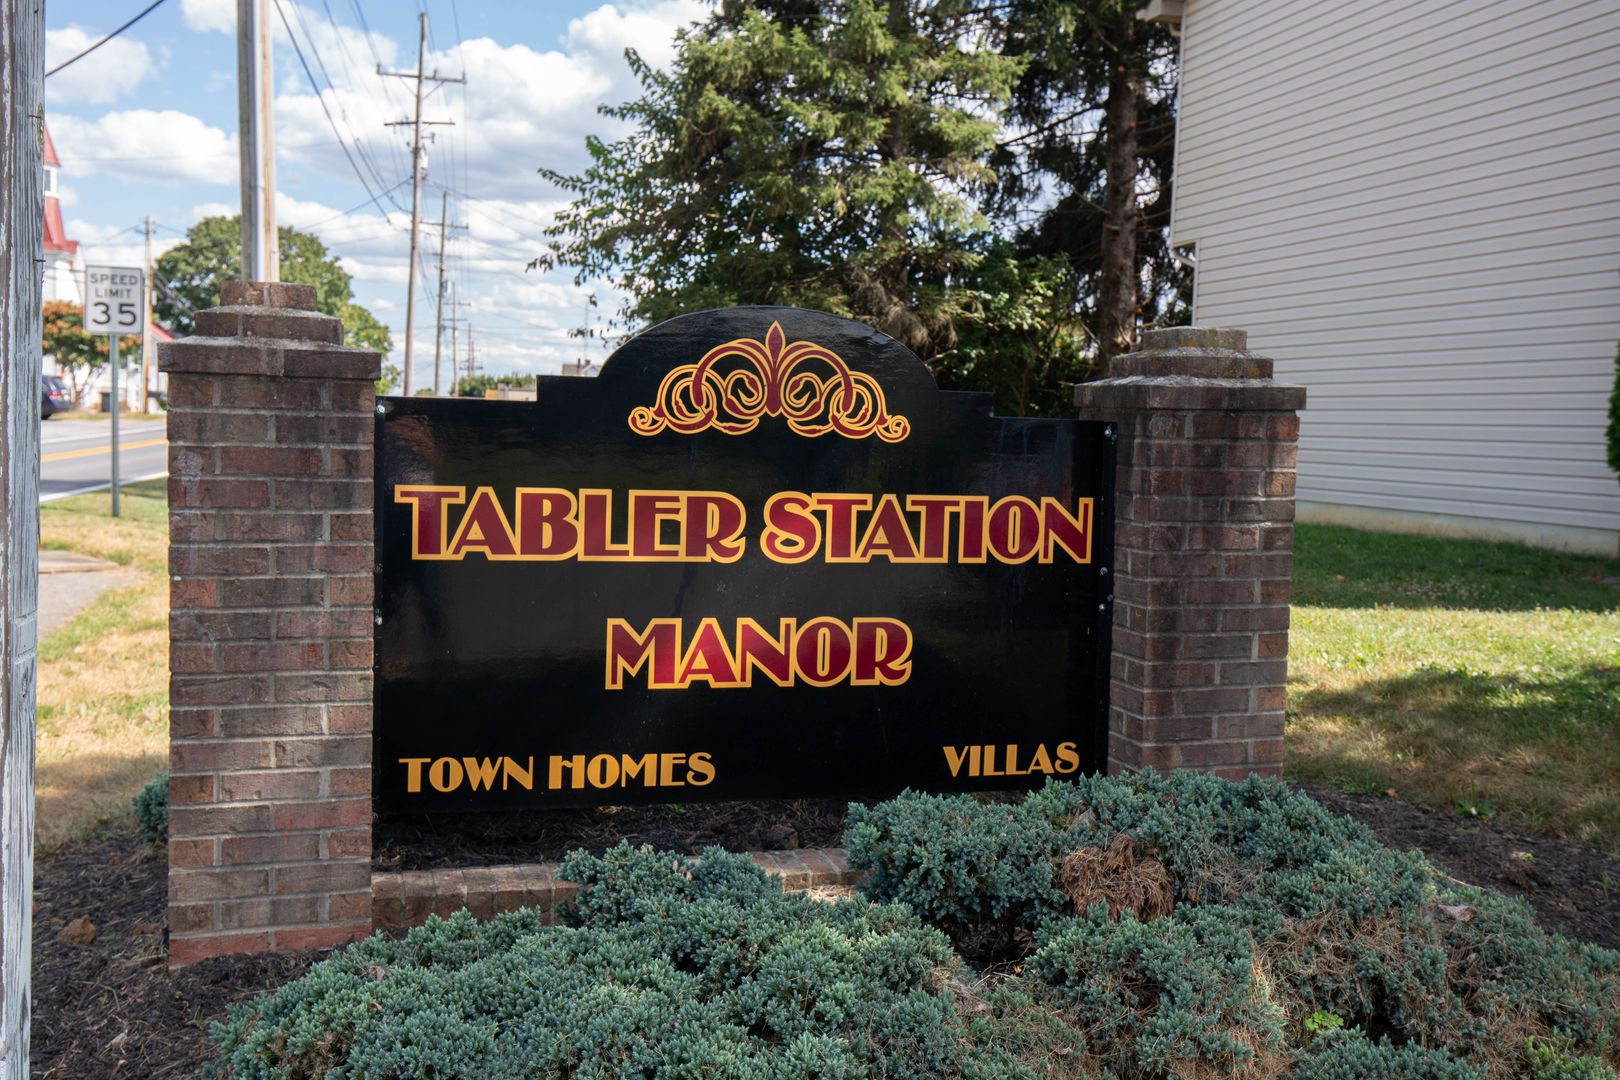 SPEED
LIMIT
35
TABLER STATION
MANOR
TOWN HOMES
VILLAS